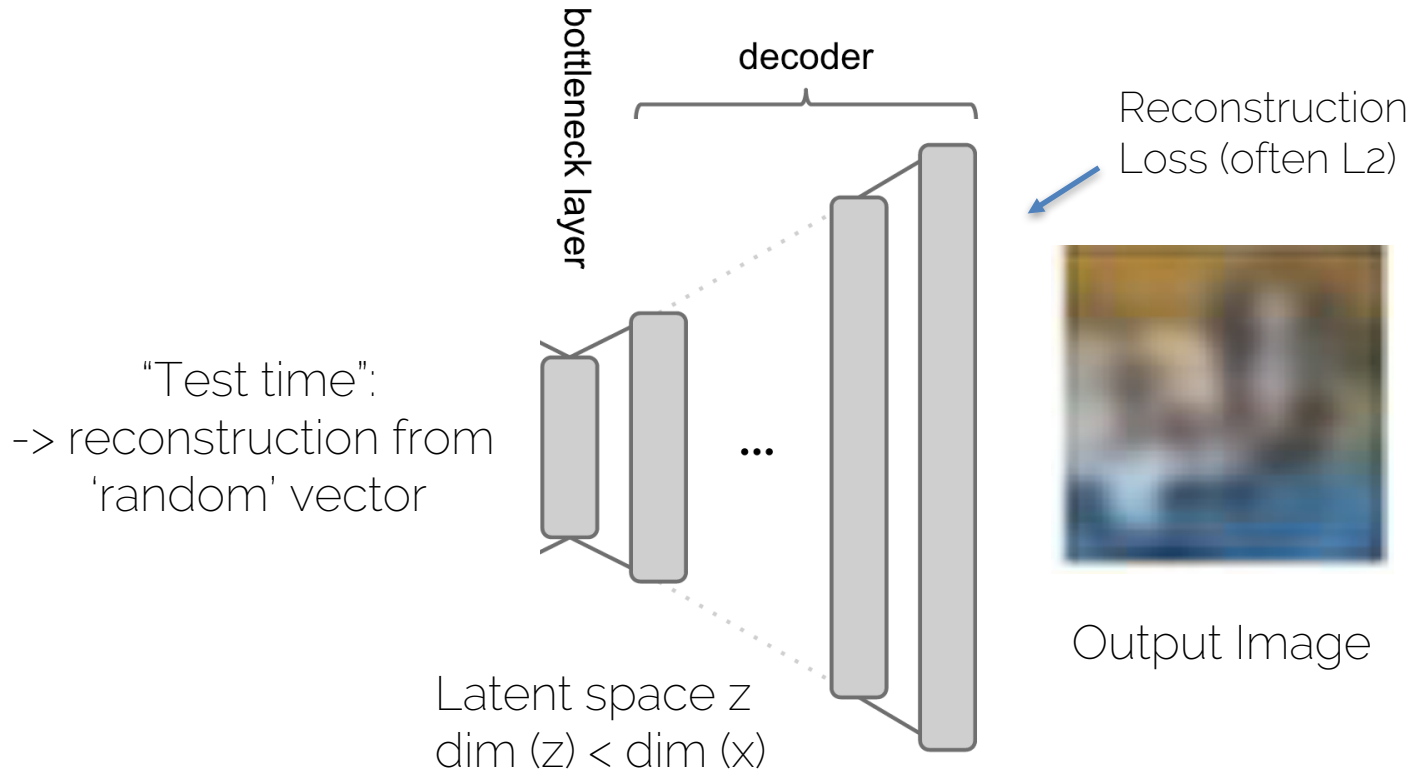 bottleneck layer
decoder
Reconstruction
Loss (often L2)
“Test time”:
-> reconstruction from
‘random’ vector
...
Output Image
Latent space z
dim (z) < dim (x)